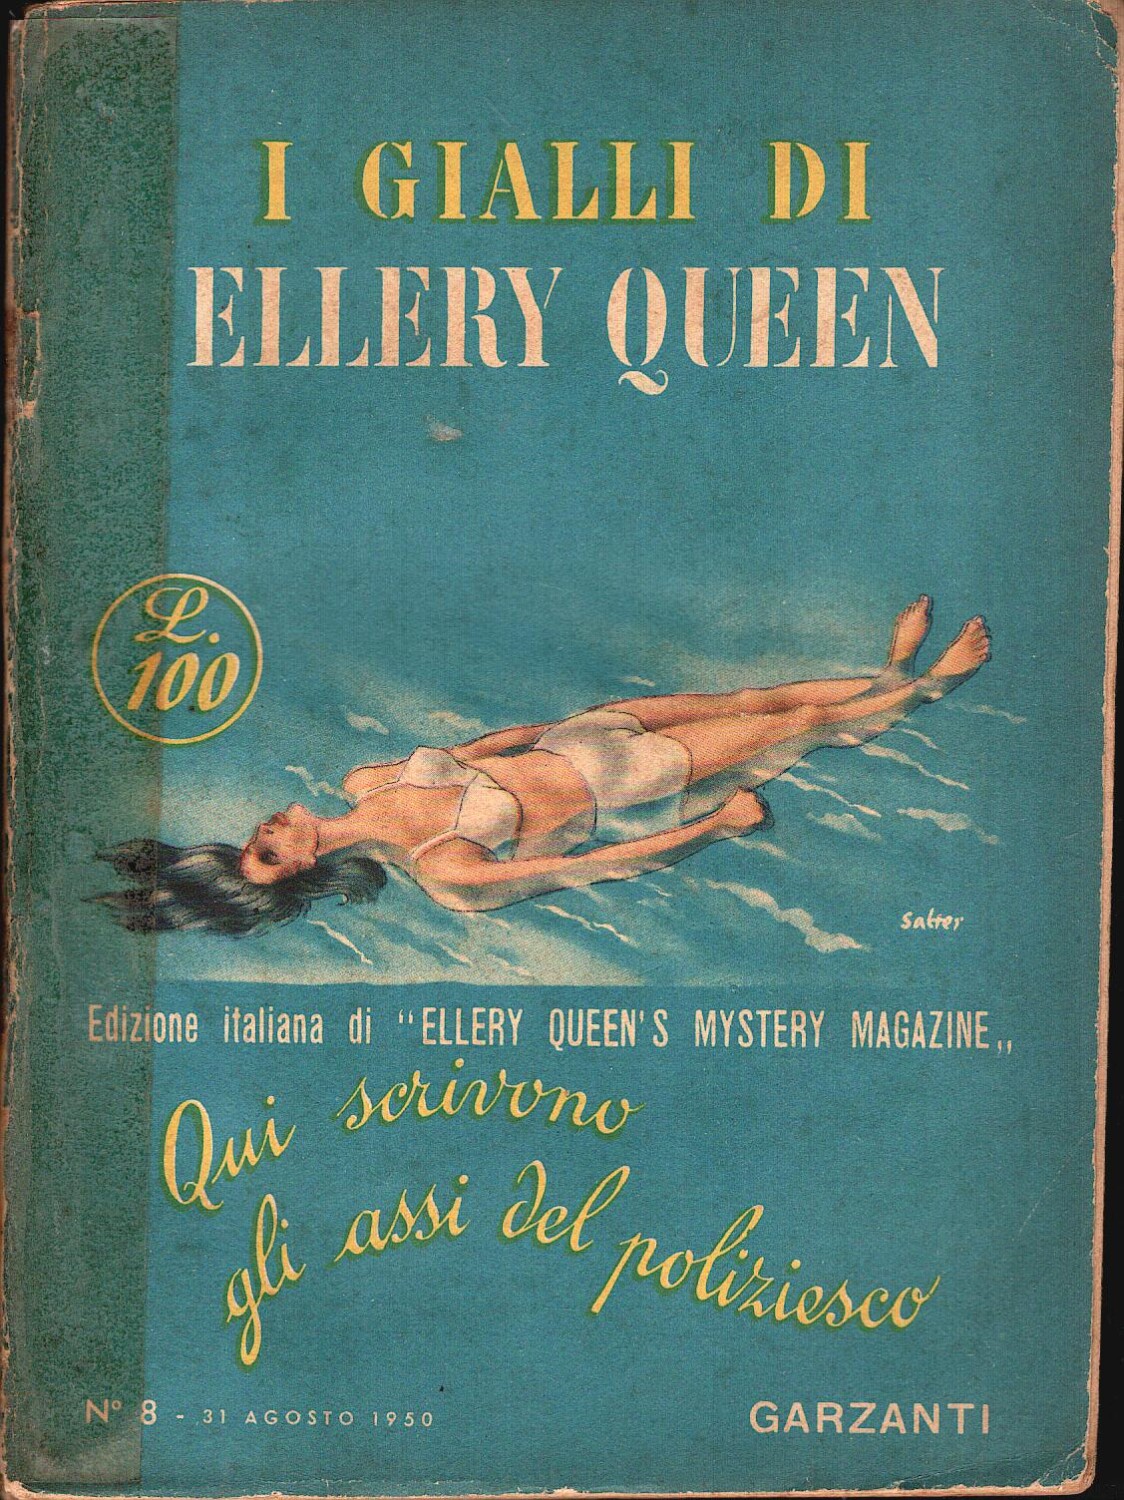 I GIALLI DI
ELLERY QUEEN
L.
100
Salter
Edizione italiana di "ELLERY QUEEN'S MYSTERY MAGAZINE„
Qui scrivono
gli assi del poliziesco
Nº 8 - 31 AGOSTO 1950
GARZANTI